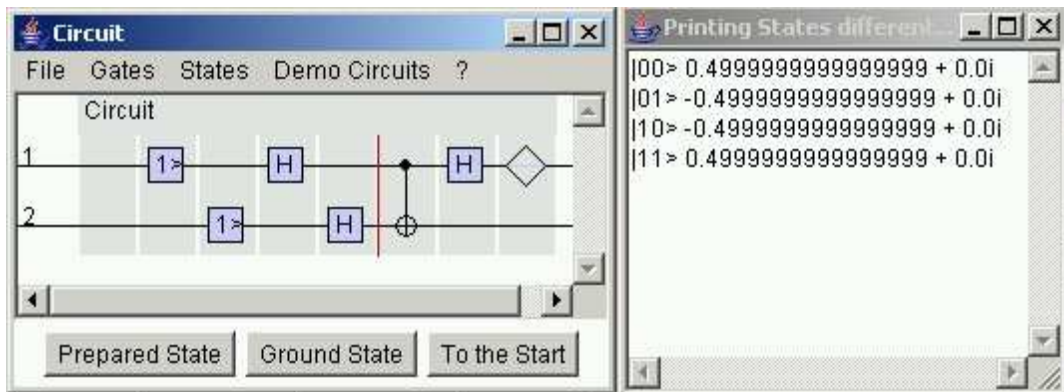 Circuit
File Gates States Demo Circuits ?
Circuit
1 1> H H
2 1> H
Prepared State Ground State To the Start
Printing States different...
|00> 0.4999999999999999 + 0.0i
|01> -0.4999999999999999 + 0.0i
|10> -0.4999999999999999 + 0.0i
|11> 0.4999999999999999 + 0.0i